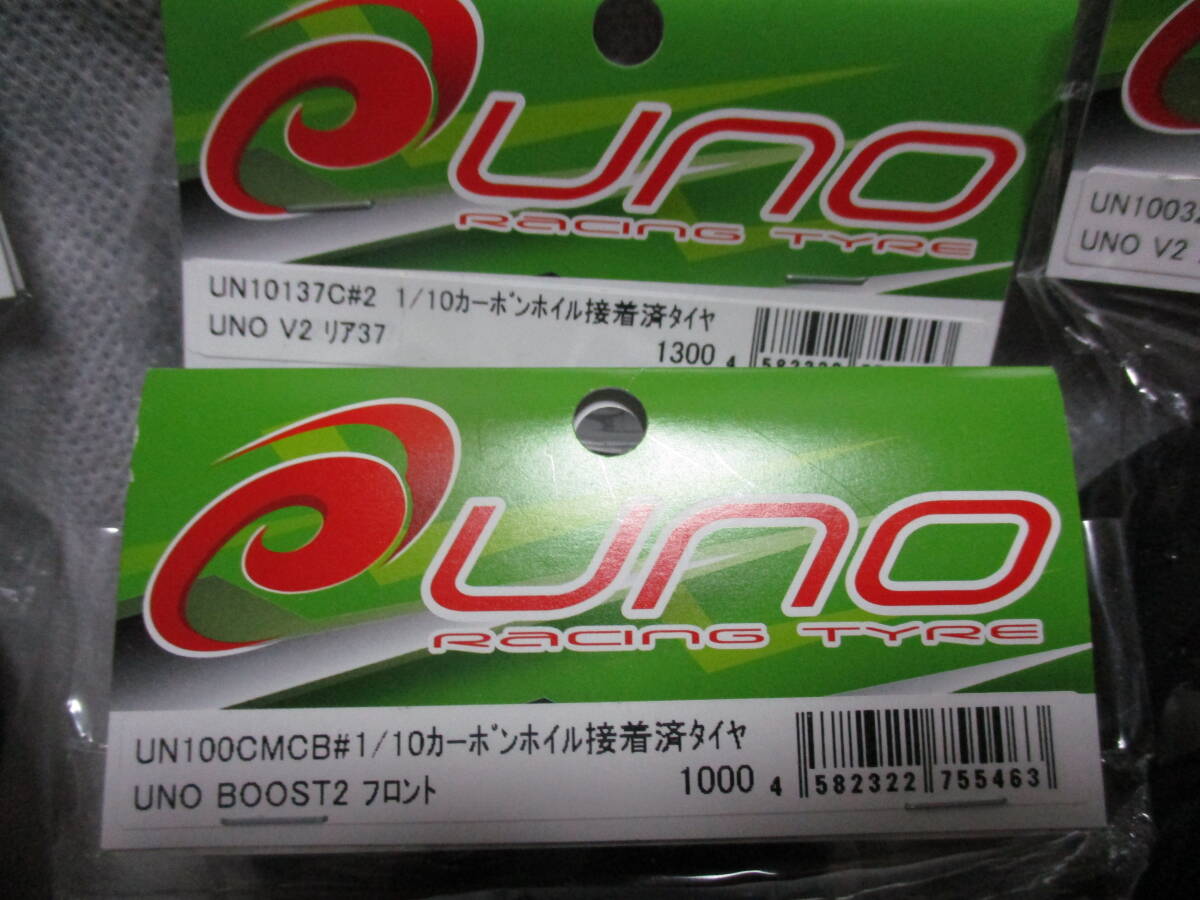 UNO
RACING TYRE
UN10137C#2 1/10カーボンホイル接着済タイヤ
UNO V2 リア37
1300
4 582322
UN1003
UNO V2
UNO
RACING TYRE
UN100CMCB#1/10カーボンホイル接着済タイヤ
UNO BOOST2 フロント
1000
4 582322 755463